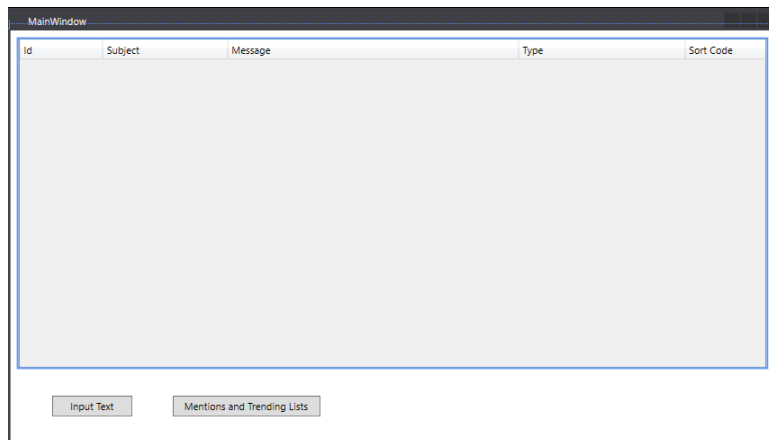 MainWindow
Id Subject Message Type Sort Code
Input Text Mentions and Trending Lists